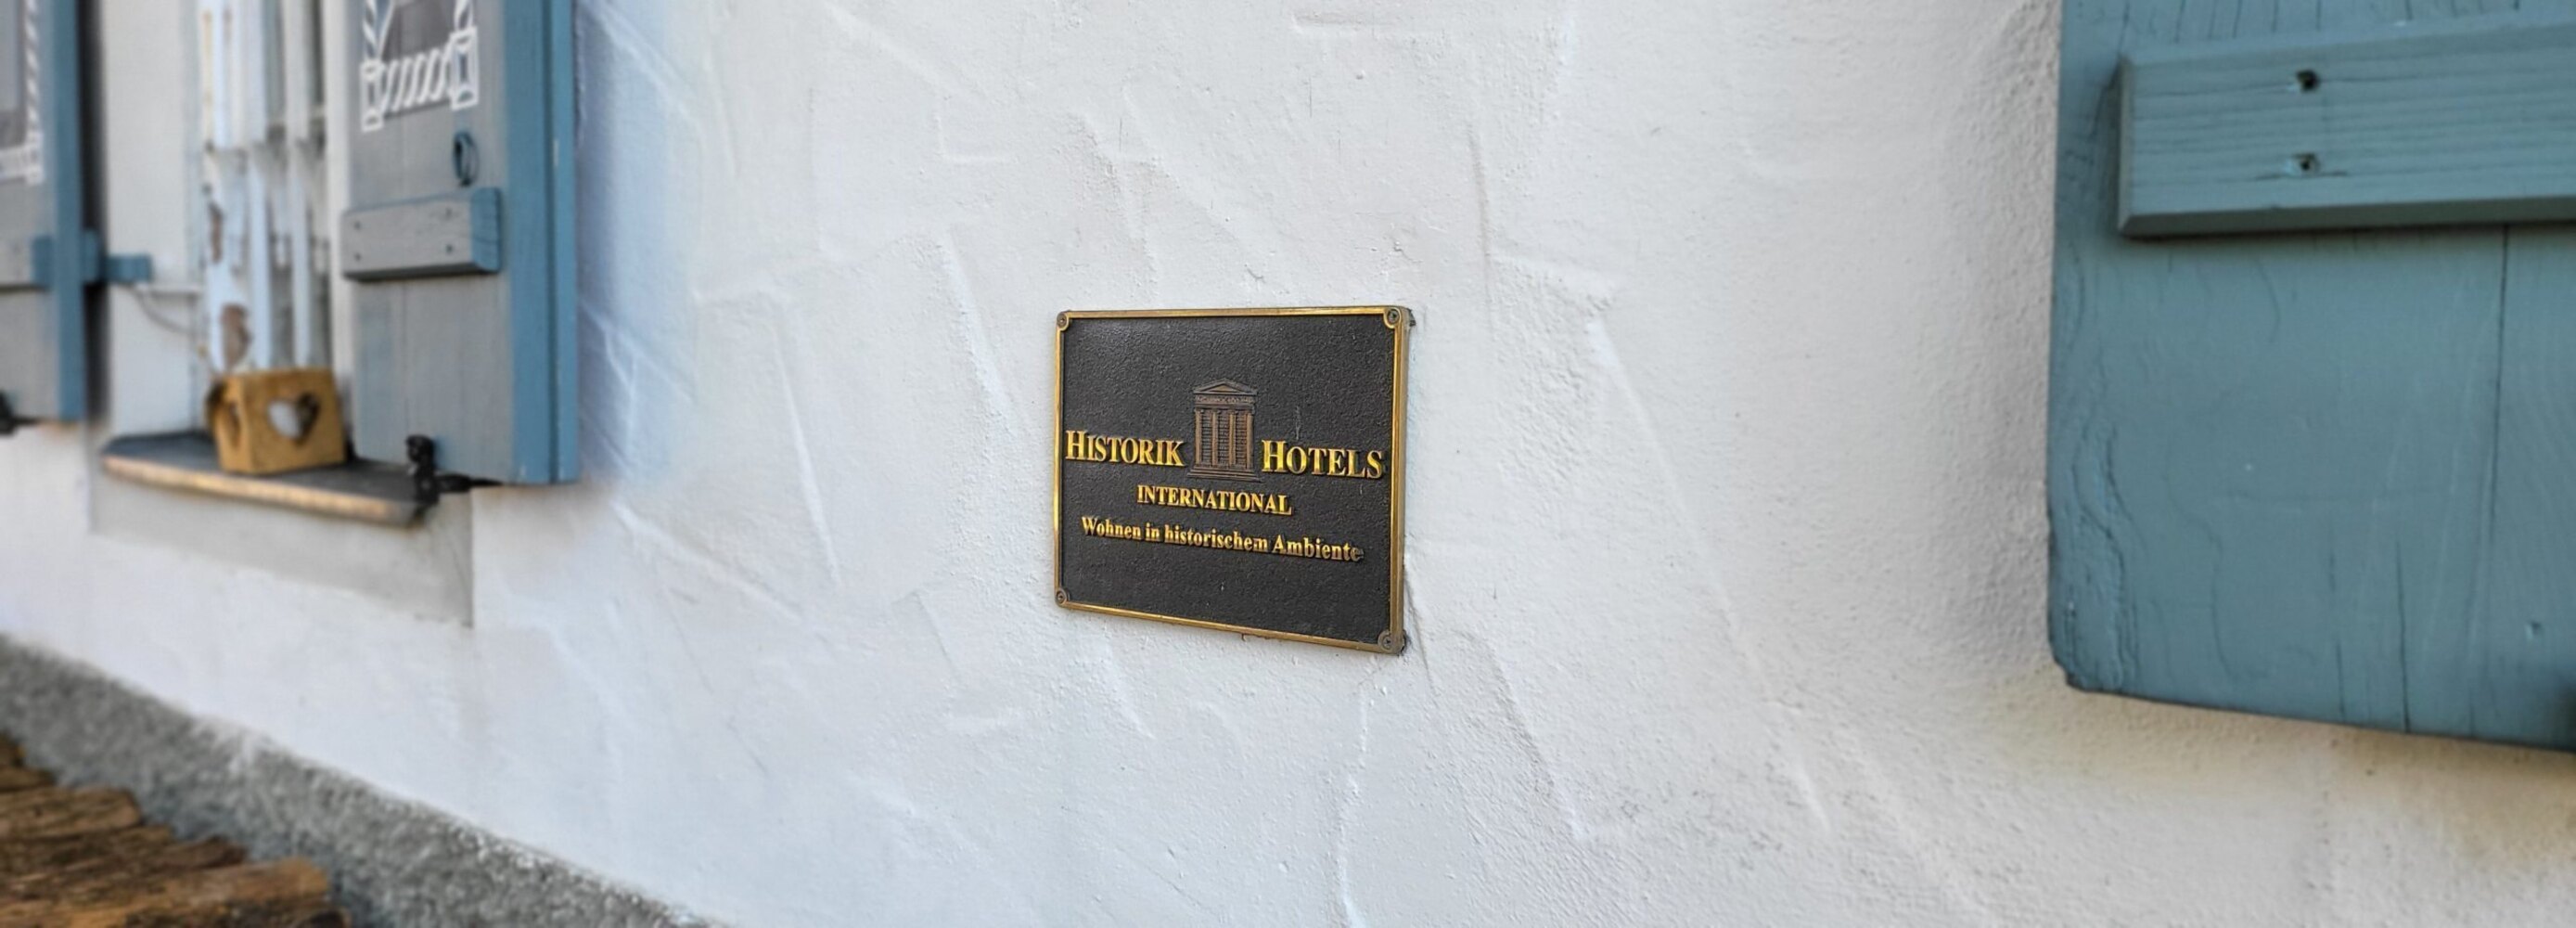 HISTORIK HOTELS
INTERNATIONAL
Wohnen in historischem Ambiente